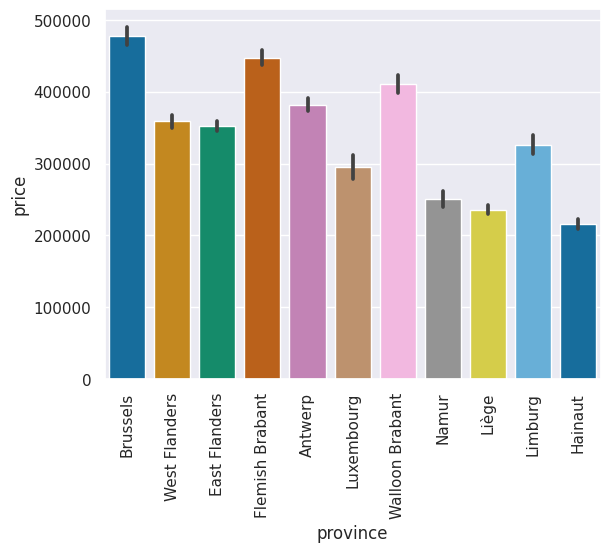 500000
400000
300000
200000
100000
0
price
Brussels
West Flanders
East Flanders
Flemish Brabant
Antwerp
Luxembourg
Walloon Brabant
Namur
Liège
Limburg
Hainaut
province